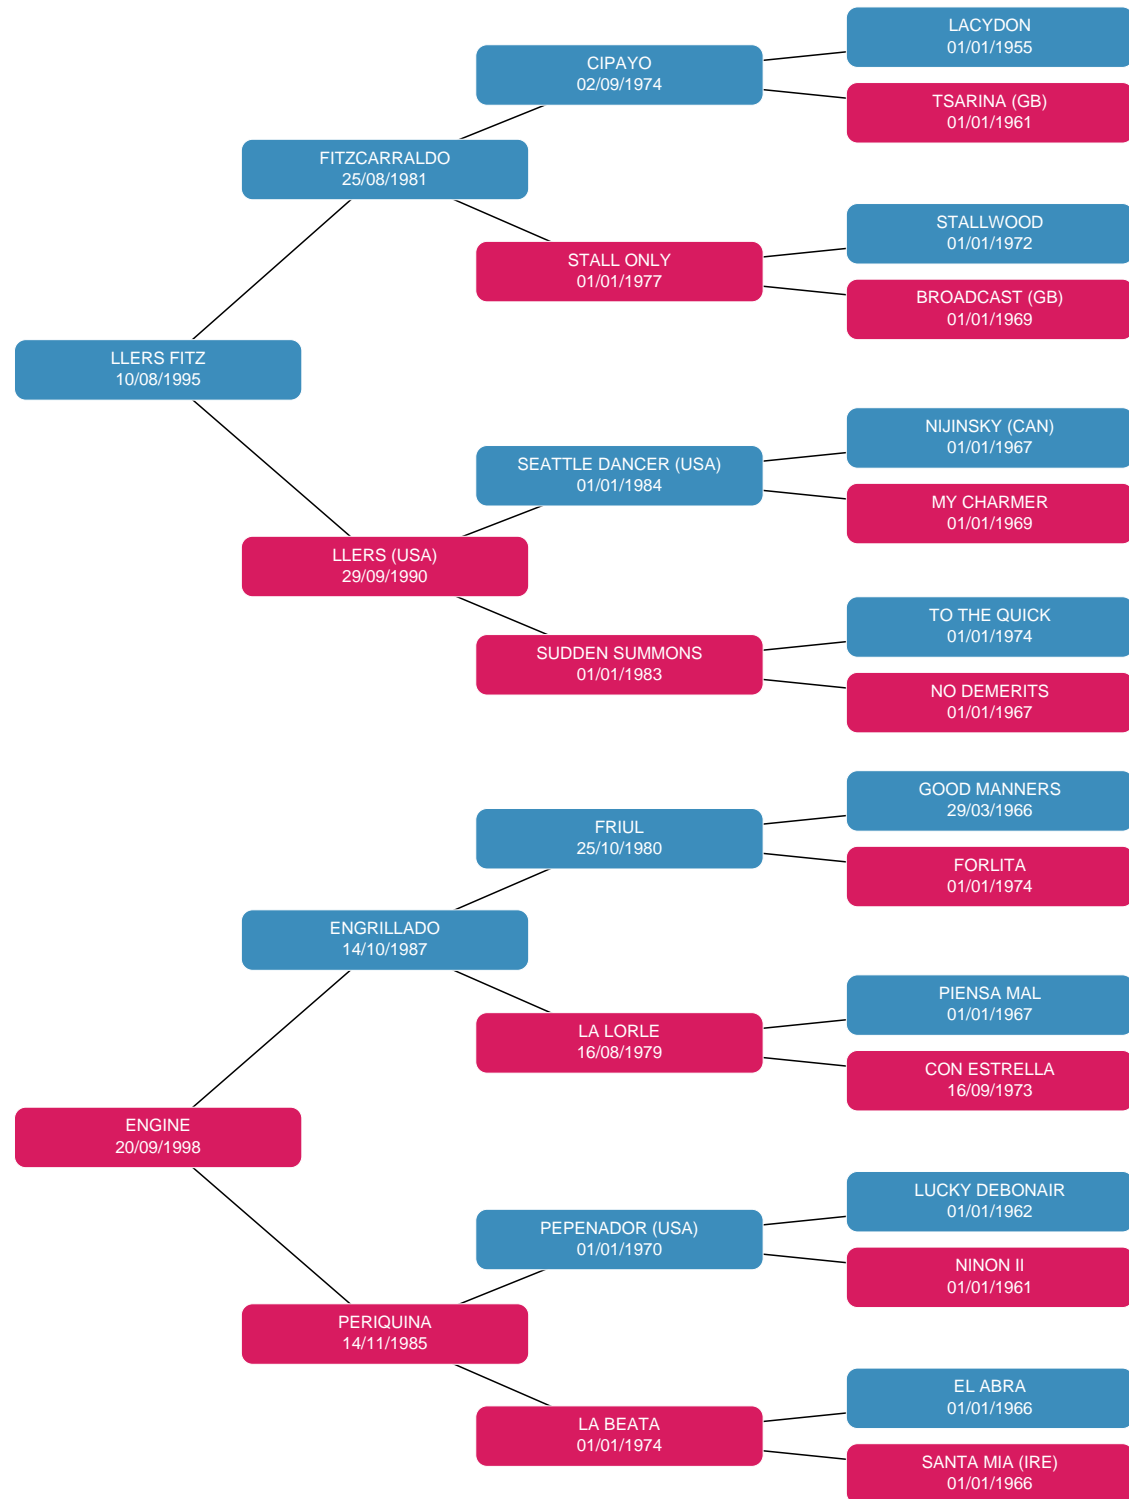 LACYDON
01/01/1955
CIPAYO
02/09/1974
TSARINA (GB)
01/01/1961
FITZCARRALDO
25/08/1981
STALLWOOD
01/01/1972
STALL ONLY
01/01/1977
BROADCAST (GB)
01/01/1969
LLERS FITZ
10/08/1995
NIJINSKY (CAN)
01/01/1967
SEATTLE DANCER (USA)
01/01/1984
MY CHARMER
01/01/1969
LLERS (USA)
29/09/1990
TO THE QUICK
01/01/1974
SUDDEN SUMMONS
01/01/1983
NO DEMERITS
01/01/1967
GOOD MANNERS
29/03/1966
FRIUL
25/10/1980
FORLITA
01/01/1974
ENGRILLADO
14/10/1987
PIENSA MAL
01/01/1967
LA LORLE
16/08/1979
CON ESTRELLA
16/09/1973
ENGINE
20/09/1998
LUCKY DEBONAIR
01/01/1962
PEPENADOR (USA)
01/01/1970
NINON II
01/01/1961
PERIQUINA
14/11/1985
EL ABRA
01/01/1966
LA BEATA
01/01/1974
SANTA MIA (IRE)
01/01/1966